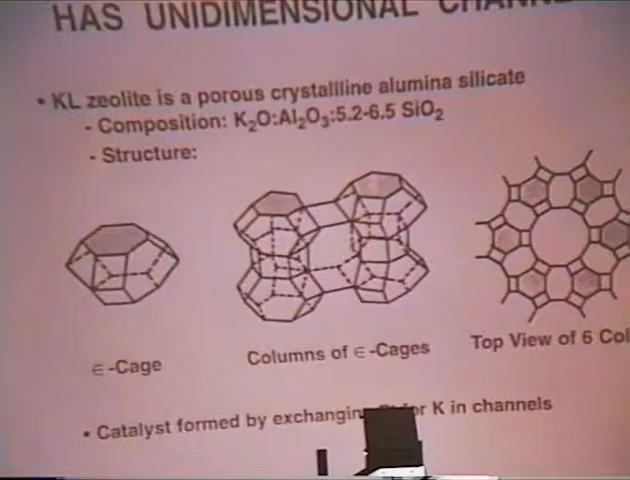 HAS UNIDIMENSIONAL
• KL zeolite is a porous crystallline alumina silicate
- Composition: K₂O:Al₂O₃:5.2-6.5 SiO₂
- Structure:
∈-Cage
Columns of ∈-Cages
Top View of 6 Col
• Catalyst formed by exchangin for K in channels